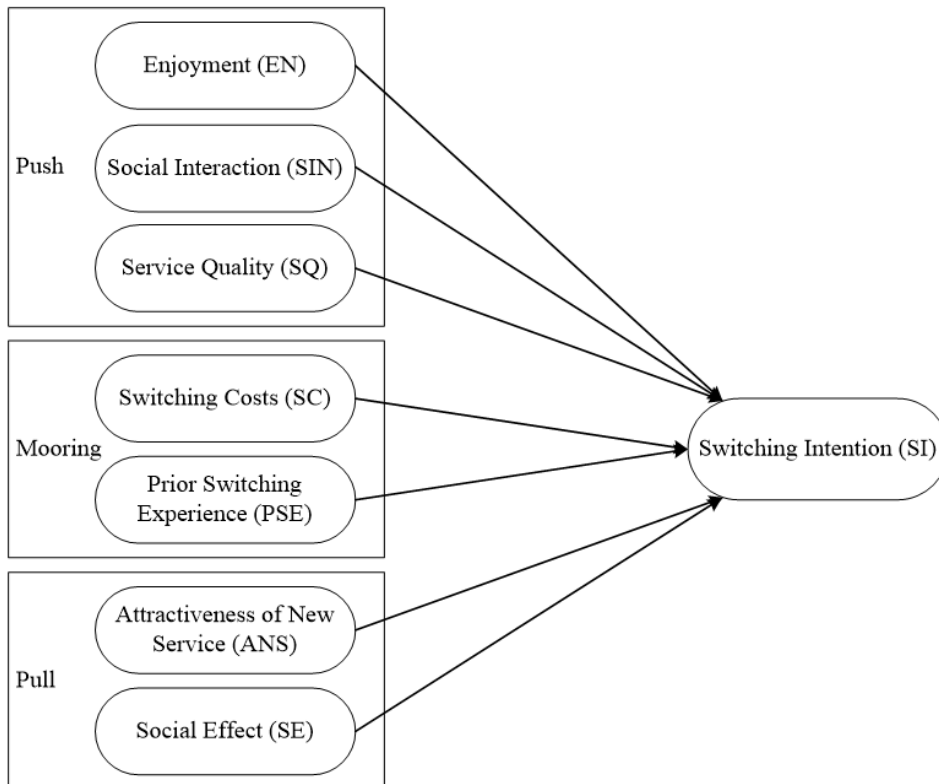 Push
Enjoyment (EN)
Social Interaction (SIN)
Service Quality (SQ)
Mooring
Switching Costs (SC)
Prior Switching
Experience (PSE)
Pull
Attractiveness of New
Service (ANS)
Social Effect (SE)
Switching Intention (SI)